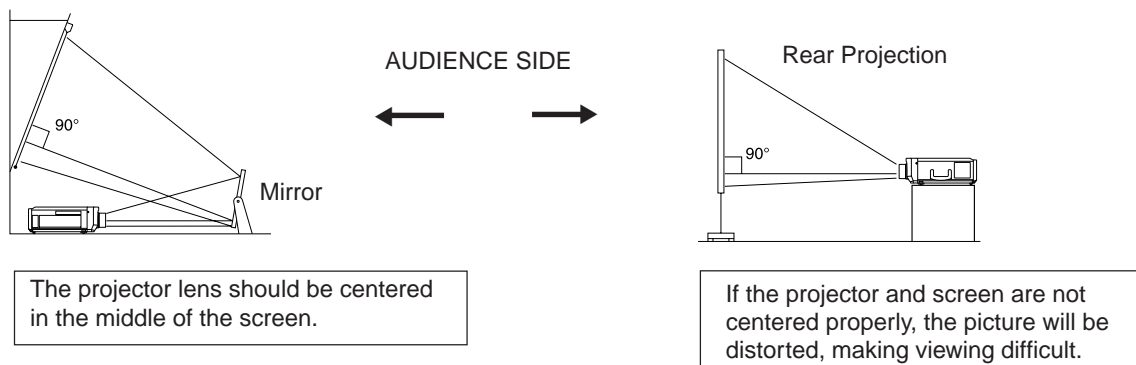 AUDIENCE SIDE
Rear Projection
90°
Mirror
90°
The projector lens should be centered
in the middle of the screen.
If the projector and screen are not
centered properly, the picture will be
distorted, making viewing difficult.